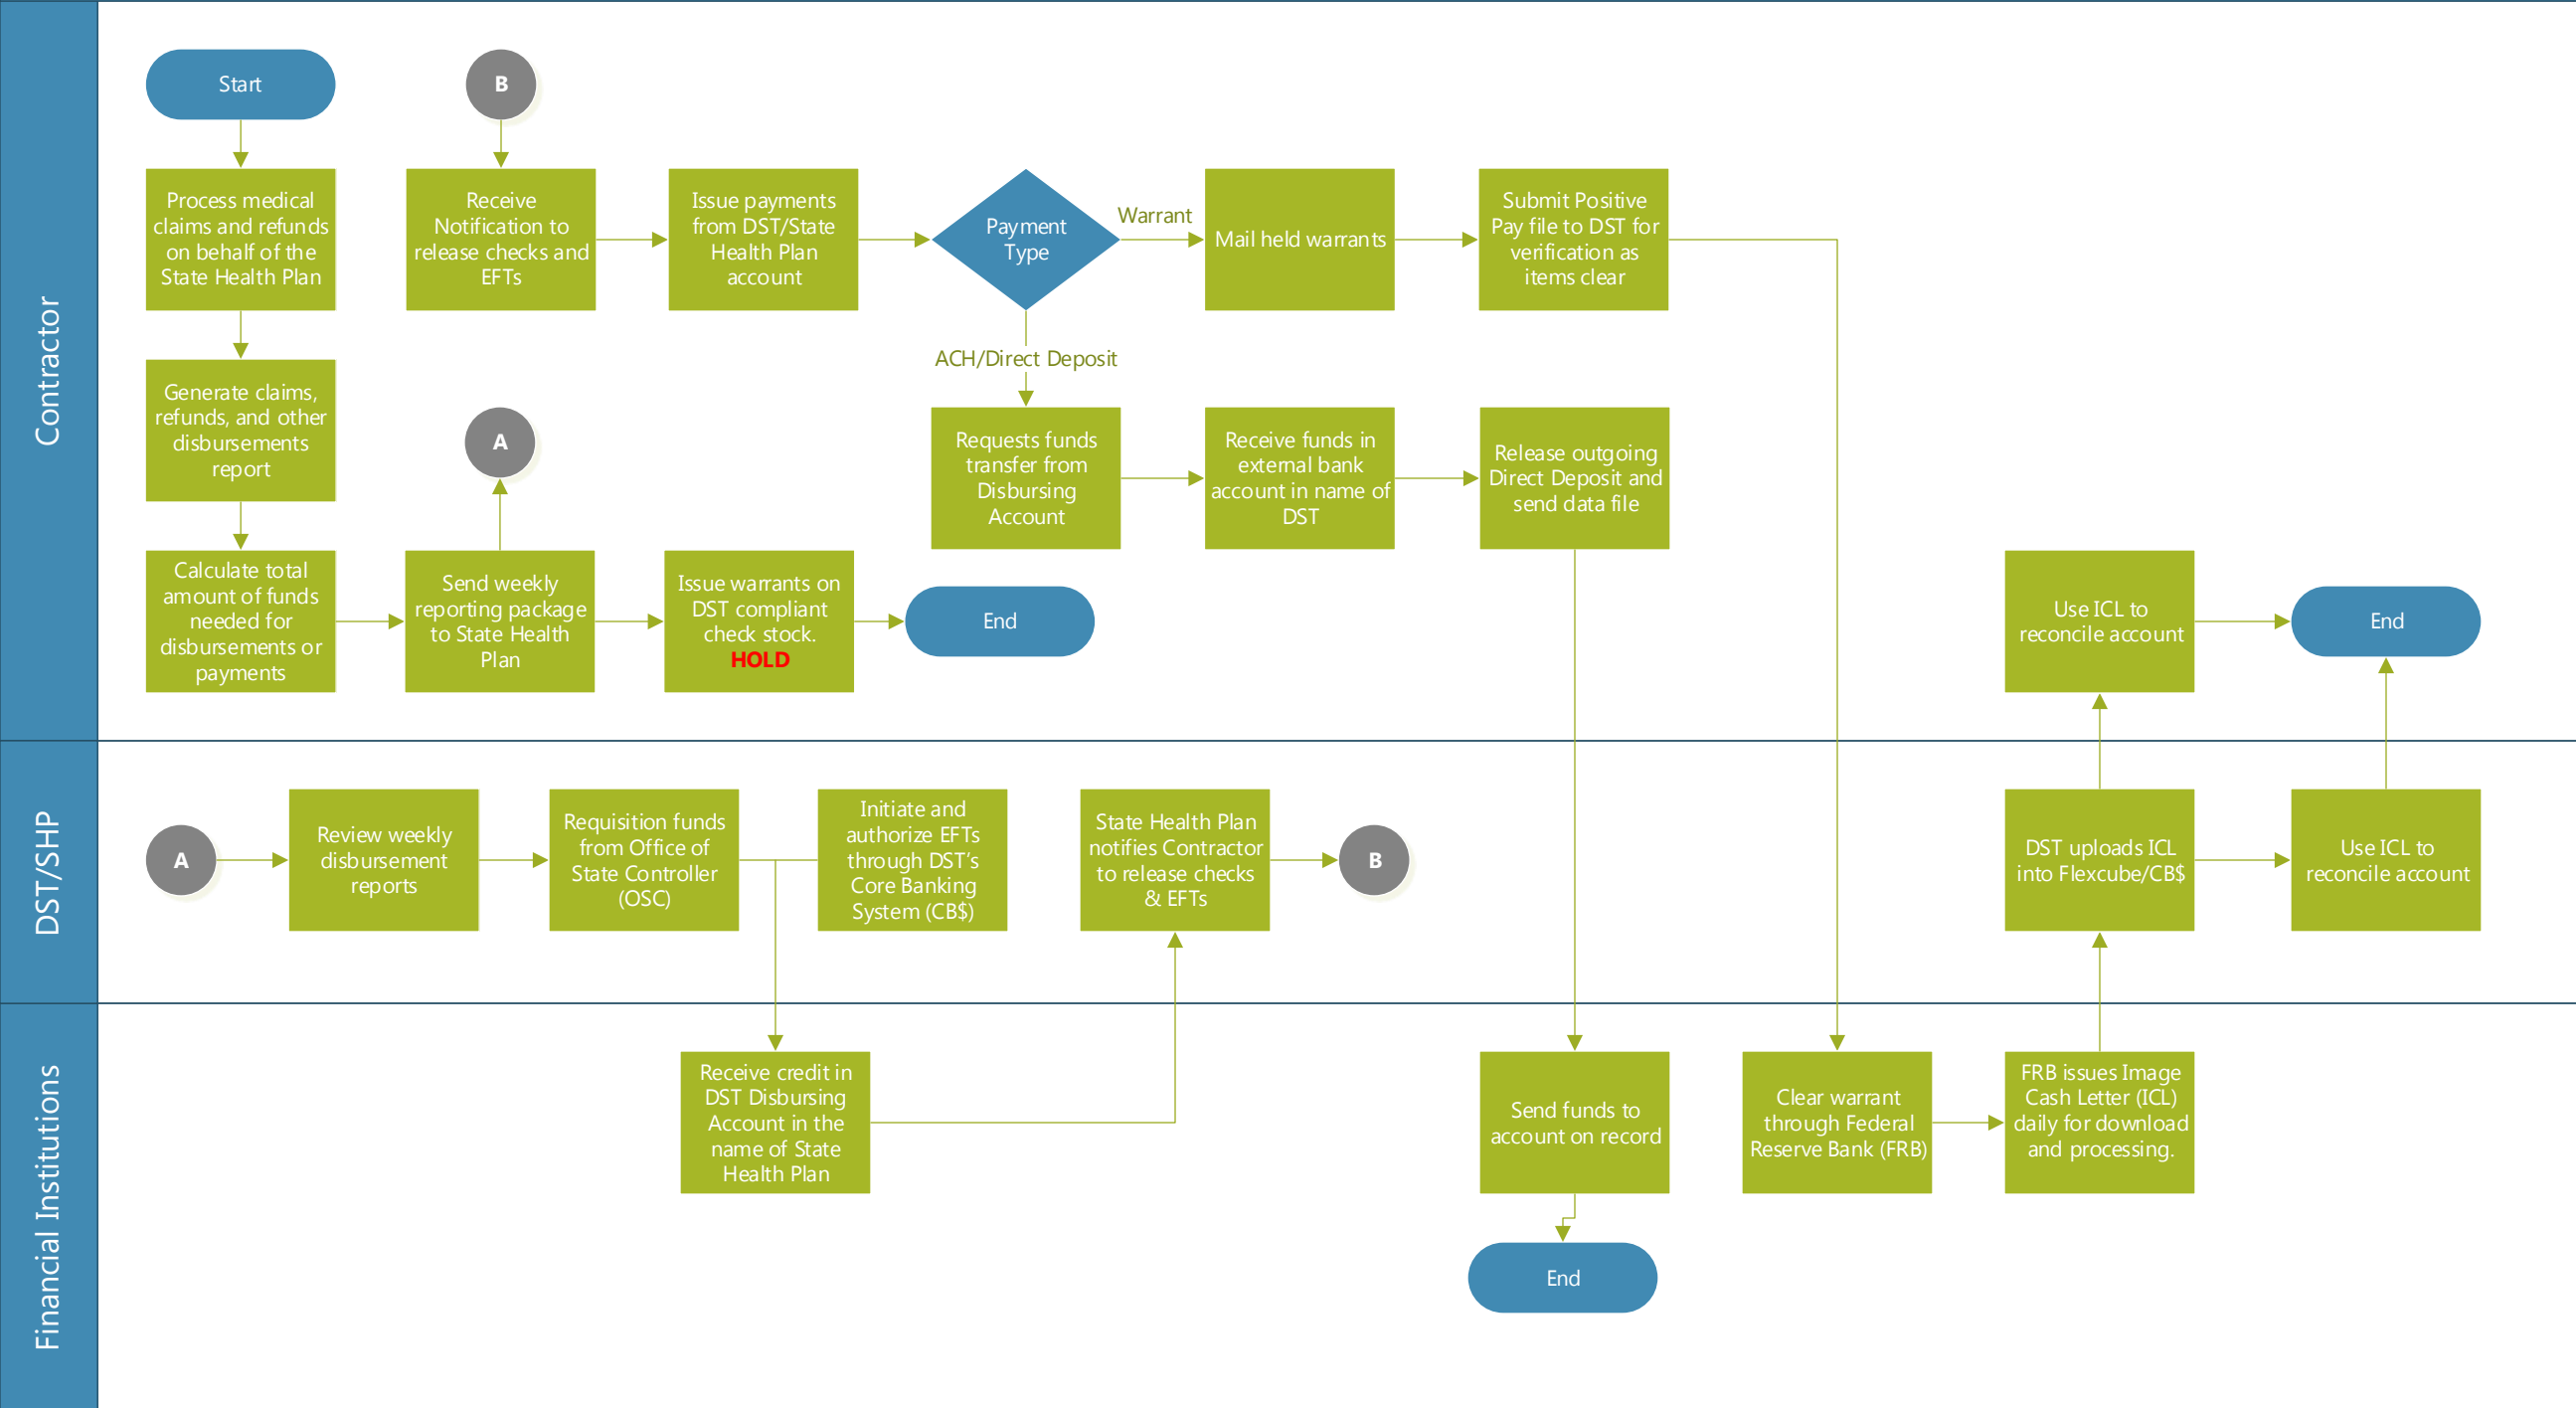 Contractor
Start
B
Process medical
claims and refunds
on behalf of the
State Health Plan
Receive
Notification to
release checks and
EFTs
Issue payments
from DST/State
Health Plan
account
Payment
Type
Warrant
Mail held warrants
Submit Positive
Pay file to DST for
verification as
items clear
ACH/Direct Deposit
Generate claims,
refunds, and other
disbursements
report
A
Requests funds
transfer from
Disbursing
Account
Receive funds in
external bank
account in name of
DST
Release outgoing
Direct Deposit and
send data file
Calculate total
amount of funds
needed for
disbursements or
payments
Send weekly
reporting package
to State Health
Plan
Issue warrants on
DST compliant
check stock.
HOLD
End
Use ICL to
reconcile account
End
DST/SHP
A
Review weekly
disbursement
reports
Requisition funds
from Office of
State Controller
(OSC)
Initiate and
authorize EFTs
through DST’s
Core Banking
System (CB$)
State Health Plan
notifies Contractor
to release checks
& EFTs
B
DST uploads ICL
into Flexcube/CB$
Use ICL to
reconcile account
Financial Institutions
Receive credit in
DST Disbursing
Account in the
name of State
Health Plan
Send funds to
account on record
Clear warrant
through Federal
Reserve Bank (FRB)
FRB issues Image
Cash Letter (ICL)
daily for download
and processing.
End